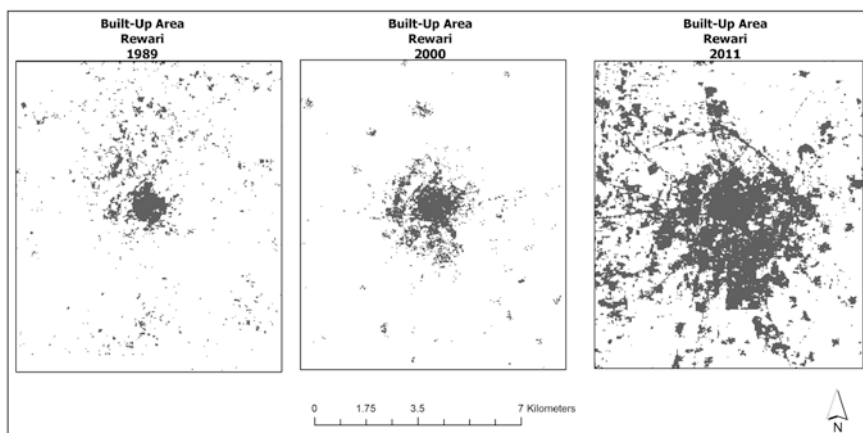 Built-Up Area
Rewari
1989
Built-Up Area
Rewari
2000
Built-Up Area
Rewari
2011
0 1.75 3.5 7 Kilometers
N